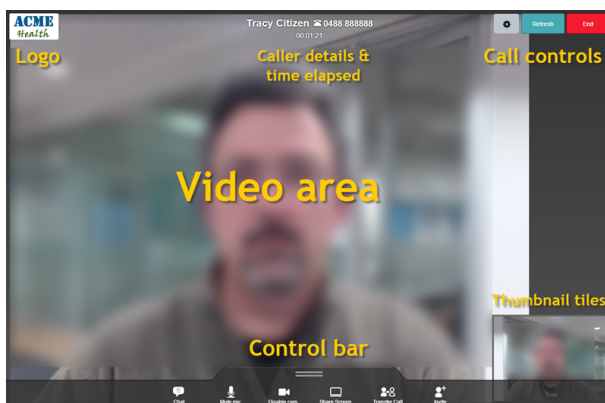 ACME
Health
Tracy Citizen ☎ 0488 888888
00:01:21
Refresh
End
Logo
Caller details &
time elapsed
Call controls
Video area
Thumbnail tiles
Control bar
You
Chat
Mute mic
Disable cam
Share Screen
Transfer Call
Invite